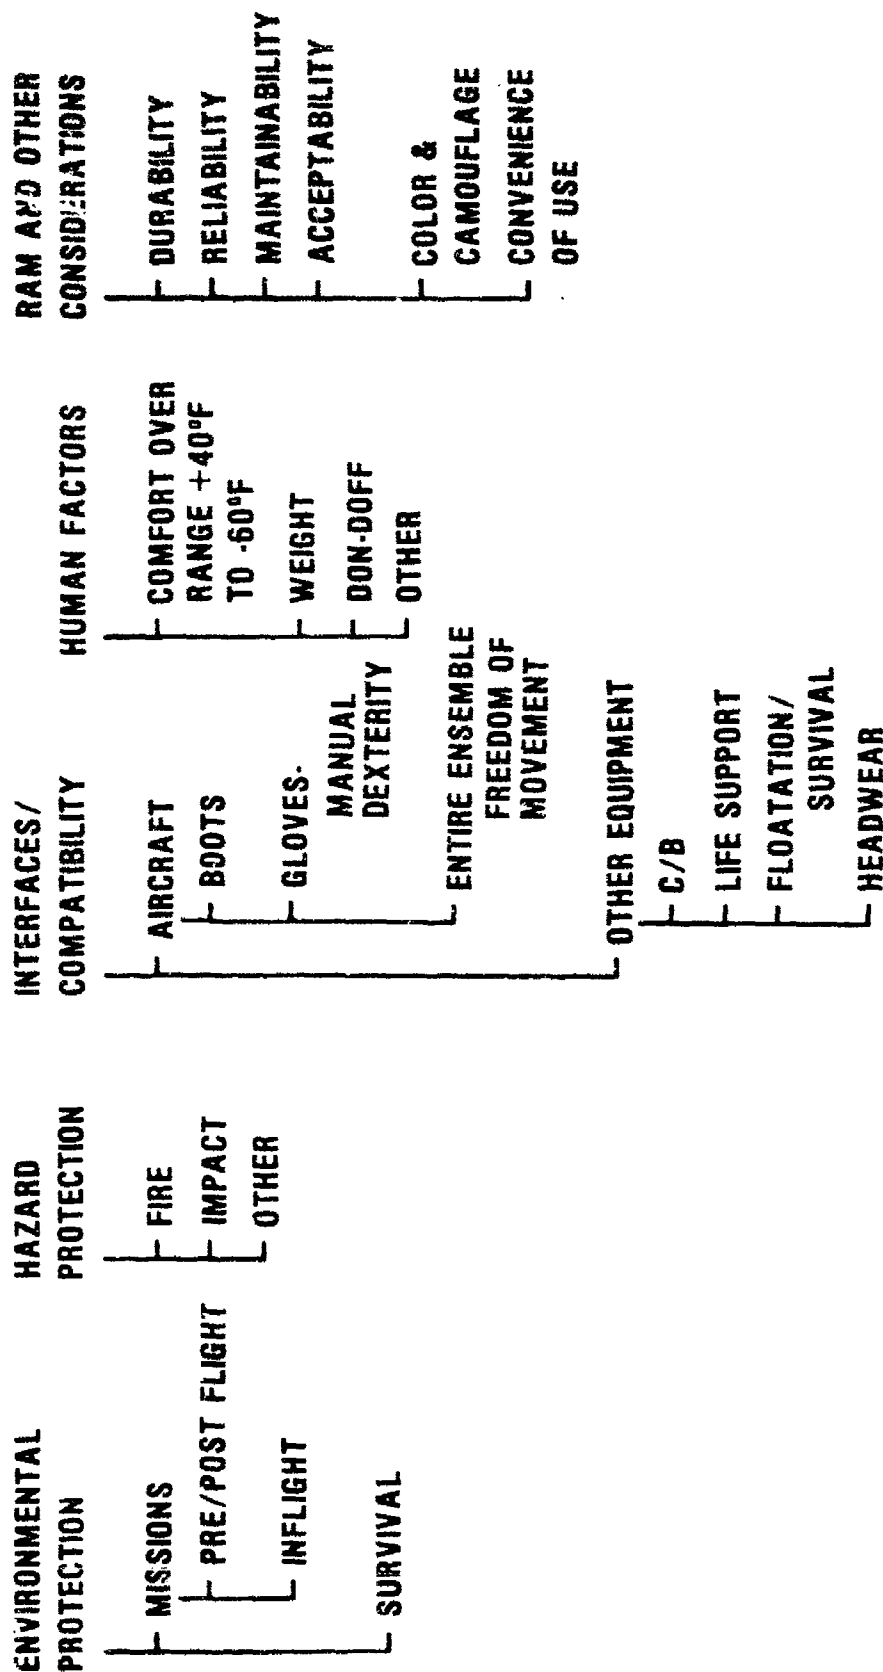 ENVIRONMENTAL
PROTECTION
MISSIONS
PRE/POST FLIGHT
INFLIGHT
SURVIVAL
HAZARD
PROTECTION
FIRE
IMPACT
OTHER
INTERFACES/
COMPATIBILITY
AIRCRAFT
BOOTS
GLOVES-
MANUAL
DEXTERITY
ENTIRE ENSEMBLE
FREEDOM OF
MOVEMENT
OTHER EQUIPMENT
C/B
LIFE SUPPORT
FLOATATION/
SURVIVAL
HEADWEAR
HUMAN FACTORS
COMFORT OVER
RANGE +40°F
TO -60°F
WEIGHT
DON-DOFF
OTHER
RAM AND OTHER
CONSIDERATIONS
DURABILITY
RELIABILITY
MAINTAINABILITY
ACCEPTABILITY
COLOR &
CAMOUFLAGE
CONVENIENCE
OF USE